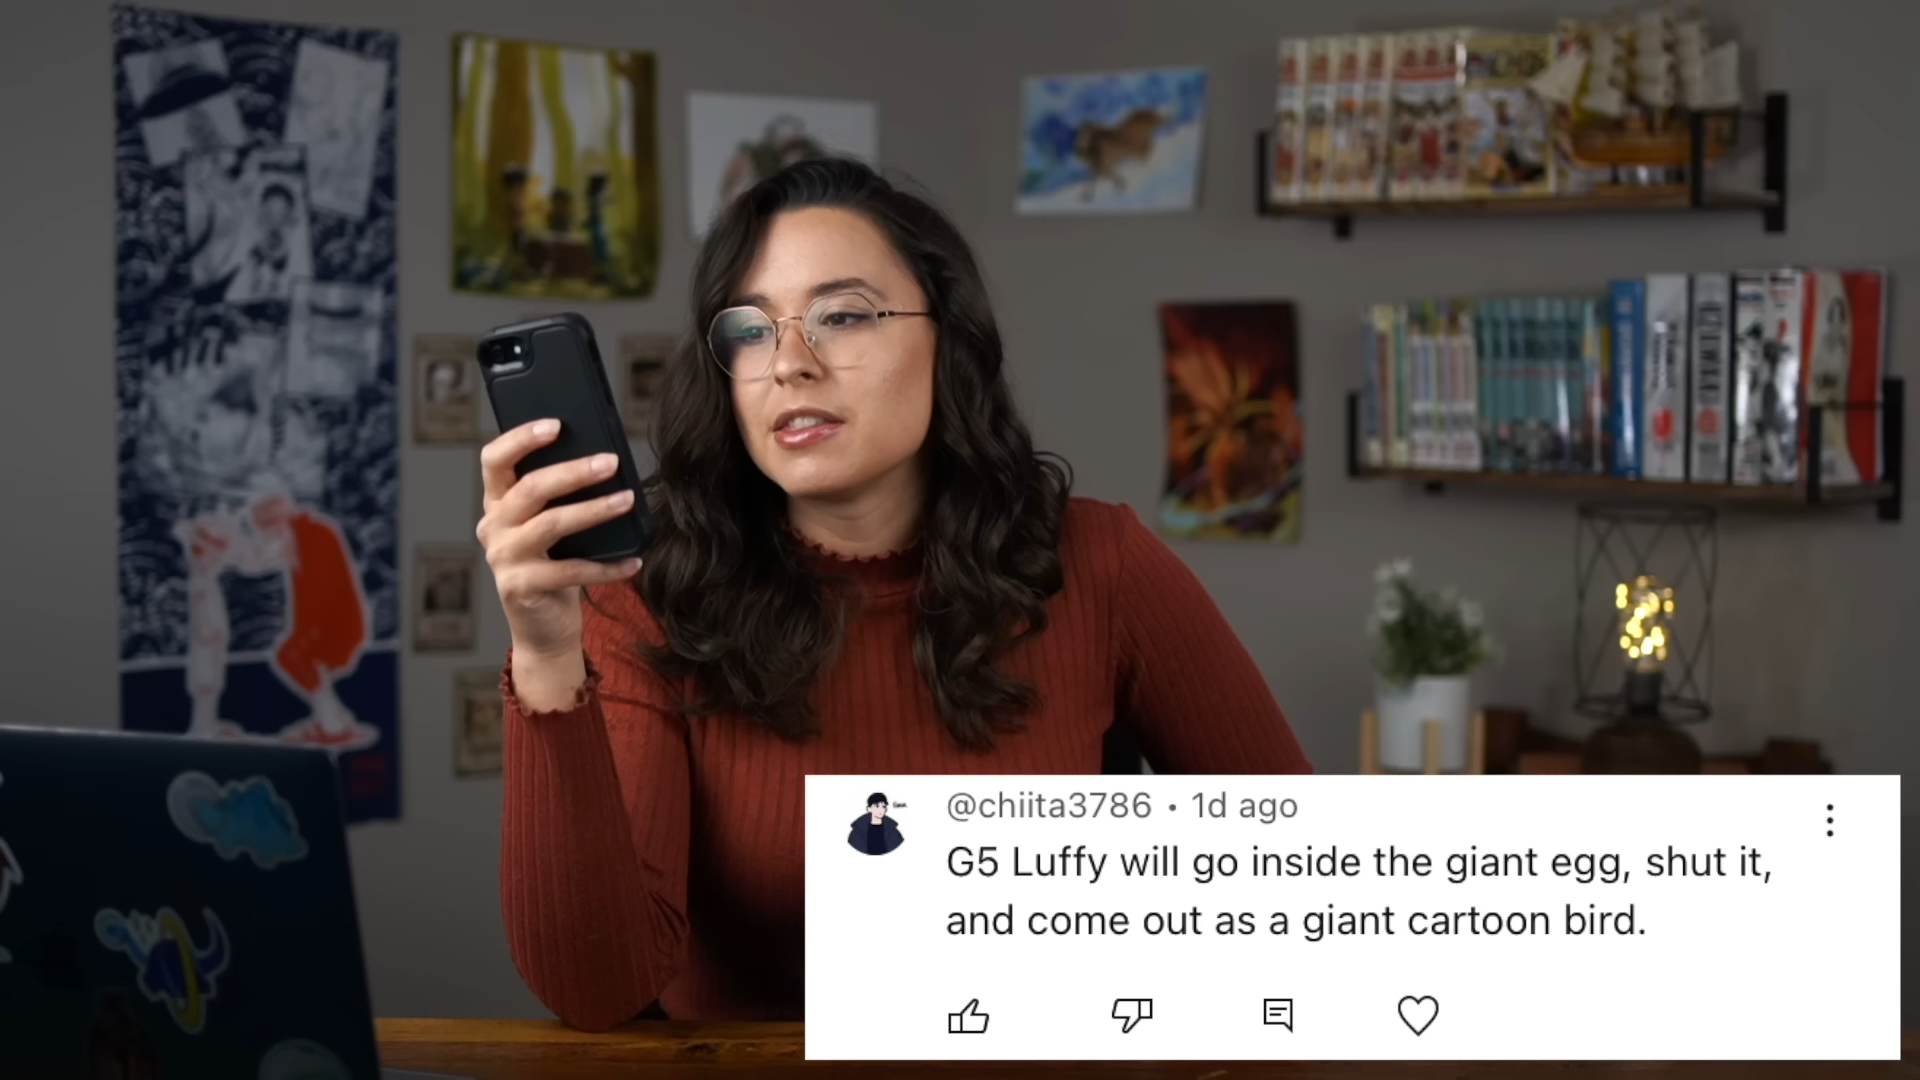 @chiita3786 • 1d ago
G5 Luffy will go inside the giant egg, shut it,
and come out as a giant cartoon bird.